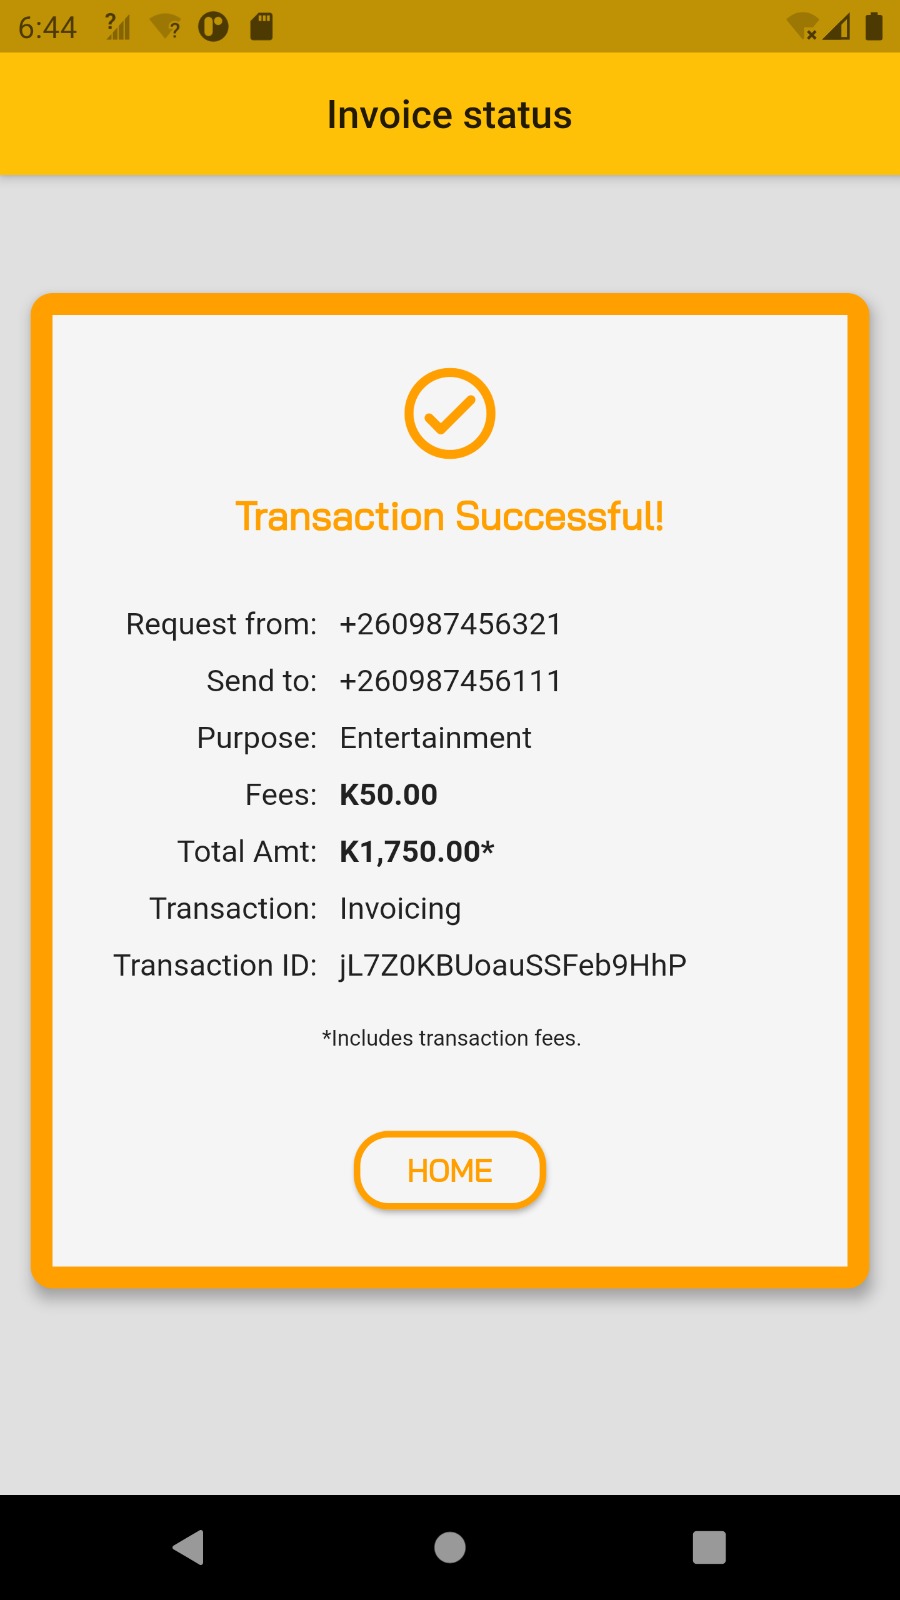 6:44
Invoice status
Transaction Successful!
Request from: +260987456321
Send to: +260987456111
Purpose: Entertainment
Fees: K50.00
Total Amt: K1,750.00*
Transaction: Invoicing
Transaction ID: jL7Z0KBUoauSSFeb9HhP
*Includes transaction fees.
HOME